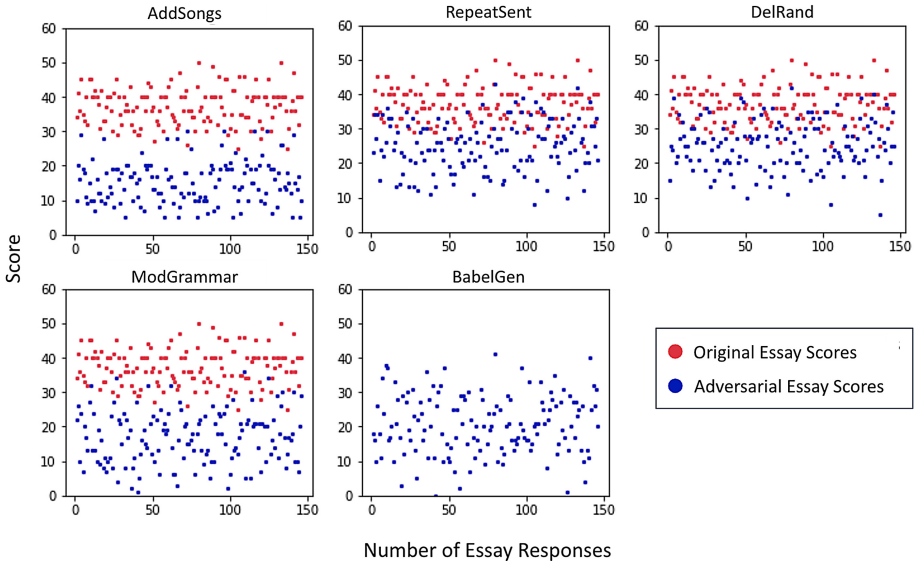 AddSongs
RepeatSent
DelRand
60
50
40
30
20
10
0
0 50 100 150
60
50
40
30
20
10
0
0 50 100 150
60
50
40
30
20
10
0
0 50 100 150
Score
ModGrammar
BabelGen
60
50
40
30
20
10
0
0 50 100 150
60
50
40
30
20
10
0
0 50 100 150
Original Essay Scores
Adversarial Essay Scores
Number of Essay Responses